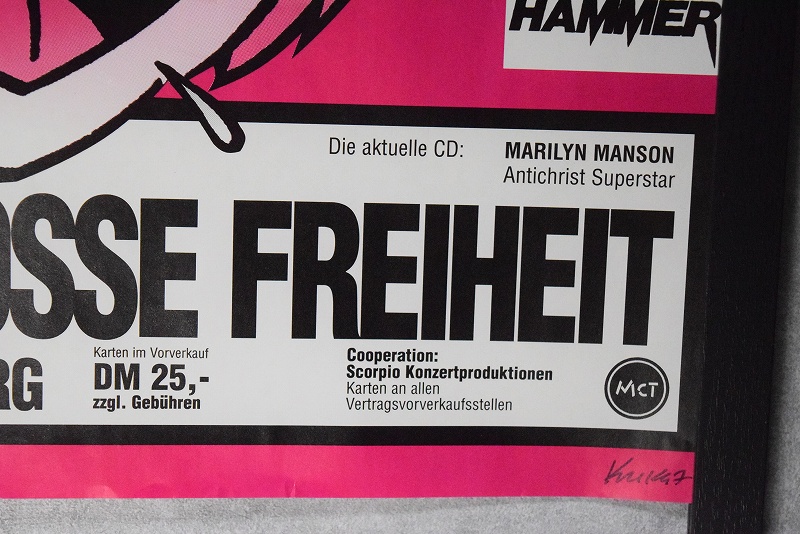 HAMMER
Die aktuelle CD: MARILYN MANSON
Antichrist Superstar
OSSE FREIHEIT
RG
Karten im Vorverkauf
DM 25,-
zzgl. Gebühren
Cooperation:
Scorpio Konzertproduktionen
Karten an allen
Vertragsvorverkaufsstellen
MCT